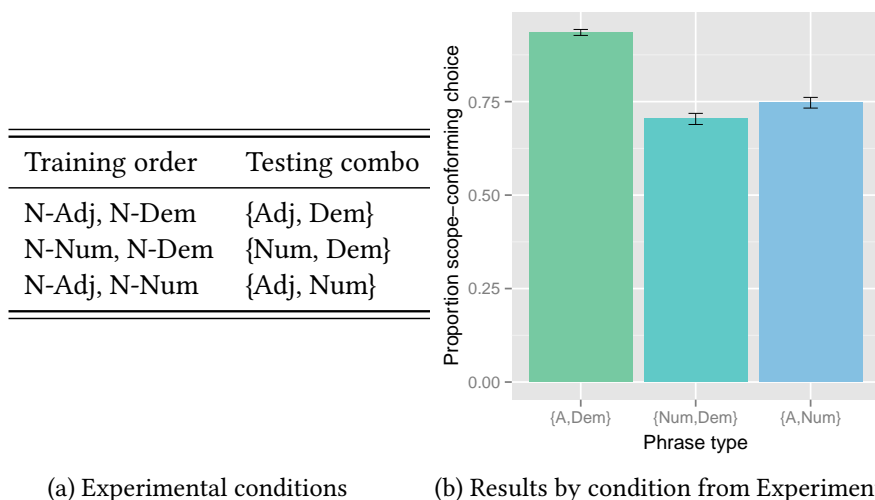 Training order Testing combo
N-Adj, N-Dem {Adj, Dem}
N-Num, N-Dem {Num, Dem}
N-Adj, N-Num {Adj, Num}
(a) Experimental conditions
Proportion scope−conforming choice
0.75
0.50
0.25
0.00
{A,Dem} {Num,Dem} {A,Num}
Phrase type
(b) Results by condition from Experimen